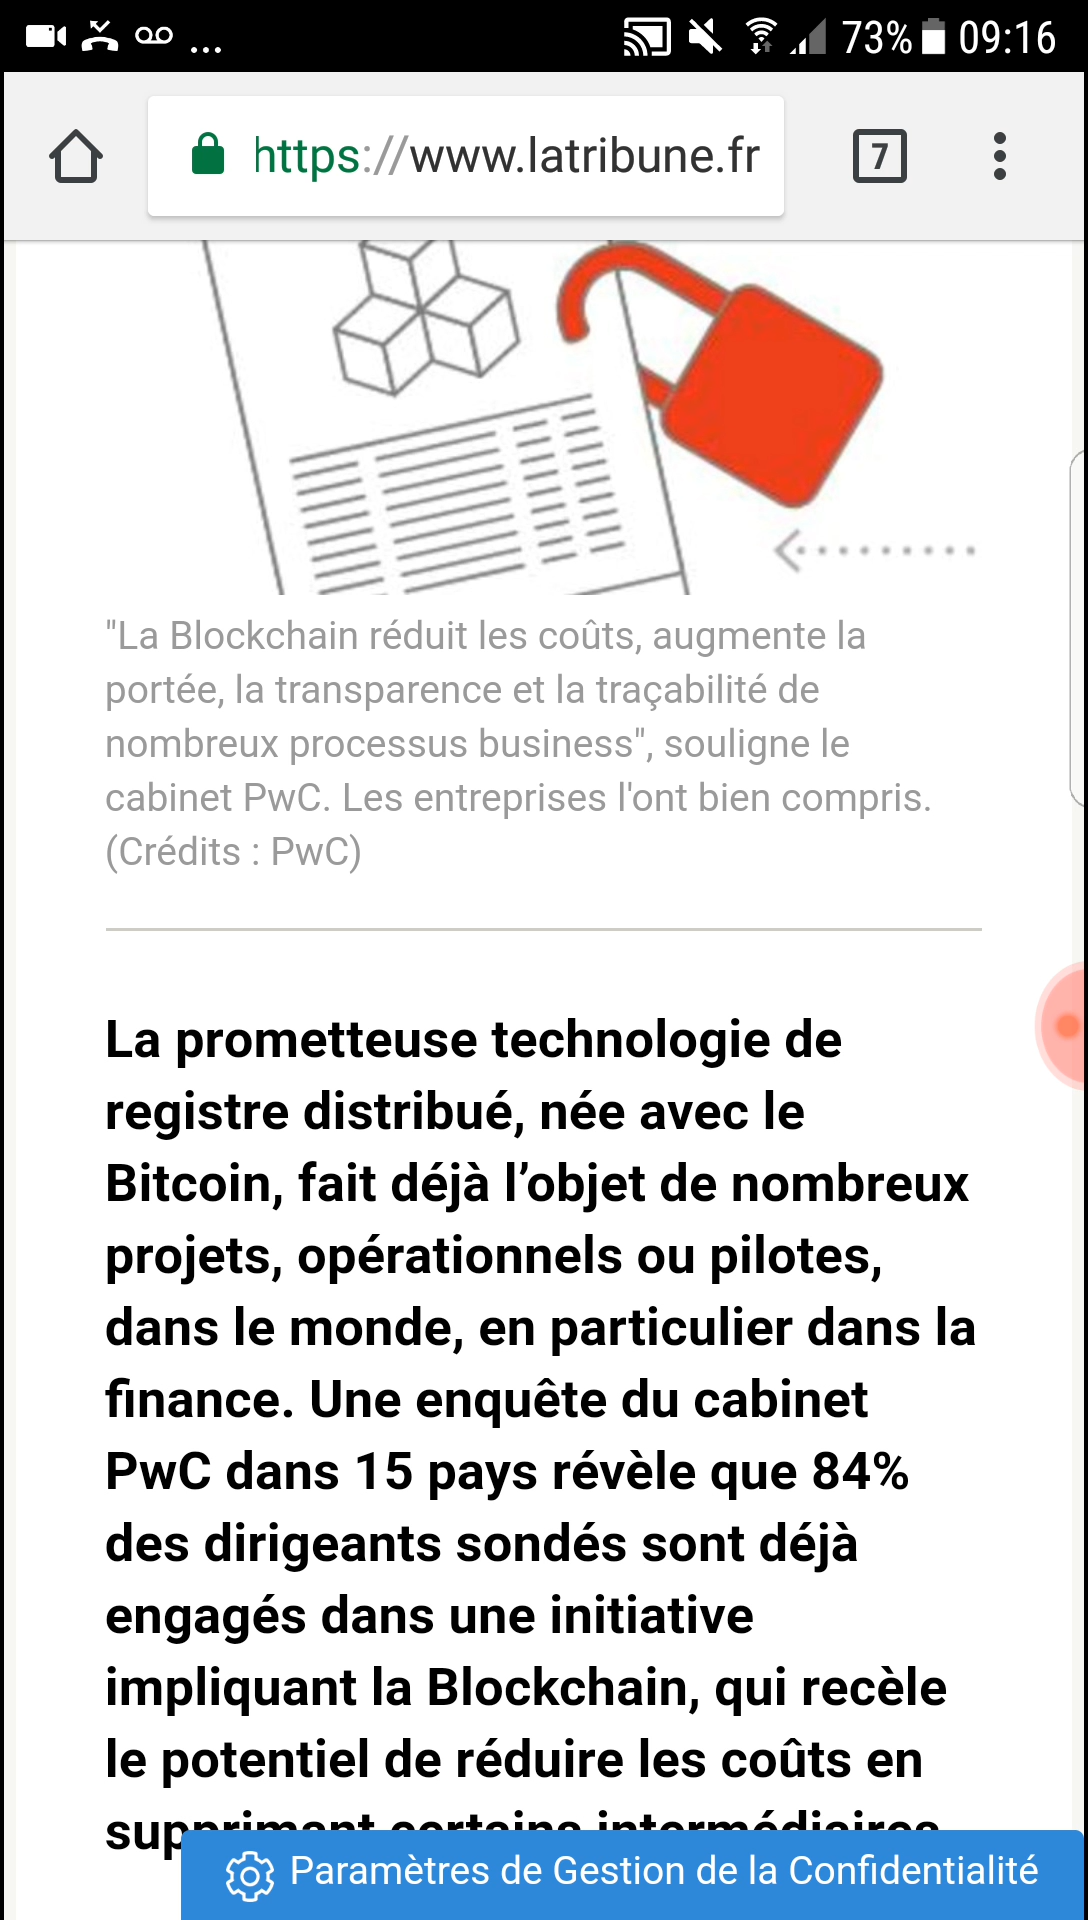 ... 73% 09:16
https://www.latribune.fr 7
"La Blockchain réduit les coûts, augmente la
portée, la transparence et la traçabilité de
nombreux processus business", souligne le
cabinet PwC. Les entreprises l'ont bien compris.
(Crédits : PwC)
La prometteuse technologie de
registre distribué, née avec le
Bitcoin, fait déjà l’objet de nombreux
projets, opérationnels ou pilotes,
dans le monde, en particulier dans la
finance. Une enquête du cabinet
PwC dans 15 pays révèle que 84%
des dirigeants sondés sont déjà
engagés dans une initiative
impliquant la Blockchain, qui recèle
le potentiel de réduire les coûts en
supprimant certains intermédiaires
Paramètres de Gestion de la Confidentialité